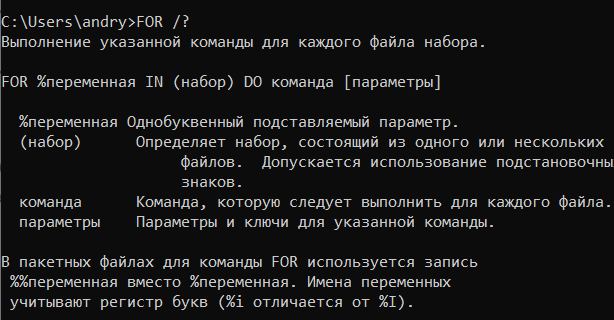 C:\Users\andry>FOR /?
Выполнение указанной команды для каждого файла набора.
FOR %переменная IN (набор) DO команда [параметры]
%переменная Однобуквенный подставляемый параметр.
(набор) Определяет набор, состоящий из одного или нескольких
файлов. Допускается использование подстановочны
знаков.
команда Команда, которую следует выполнить для каждого файла.
параметры Параметры и ключи для указанной команды.
В пакетных файлах для команды FOR используется запись
%%переменная вместо %переменная. Имена переменных
учитывают регистр букв (%i отличается от %I).